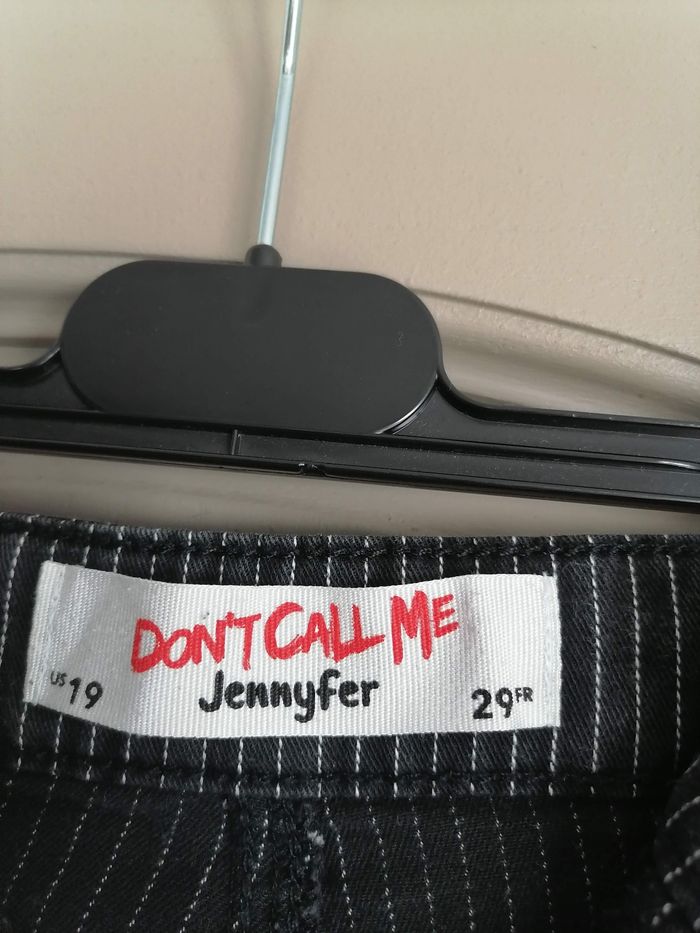 DON'T CALL ME
Jennyfer
US 19
29 FR